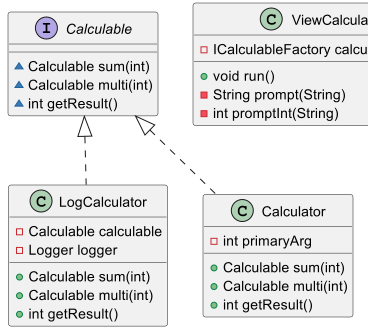 I Calculable
Calculable sum(int)
Calculable multi(int)
int getResult()
C ViewCalcula
ICalculableFactory calcu
void run()
String prompt(String)
int promptInt(String)
C LogCalculator
Calculable calculable
Logger logger
Calculable sum(int)
Calculable multi(int)
int getResult()
C Calculator
int primaryArg
Calculable sum(int)
Calculable multi(int)
int getResult()